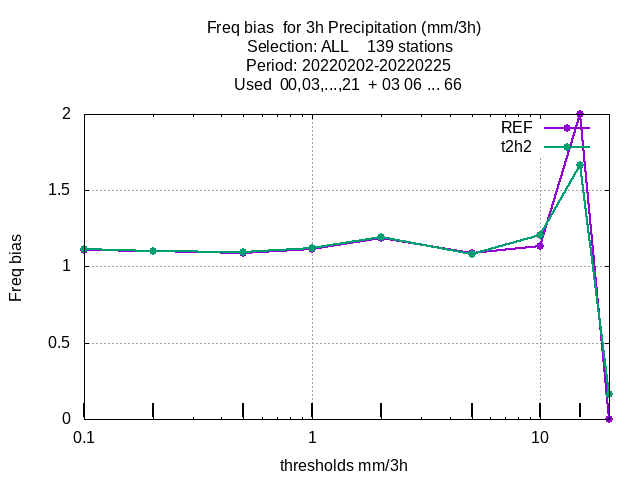 Freq bias  for 3h Precipitation (mm/3h)
Selection: ALL    139 stations
Period: 20220202-20220225
Used  00,03,...,21  + 03 06 ... 66
REF
t2h2
2
1.5
1
0.5
0
Freq bias
0.1 1 10
thresholds mm/3h